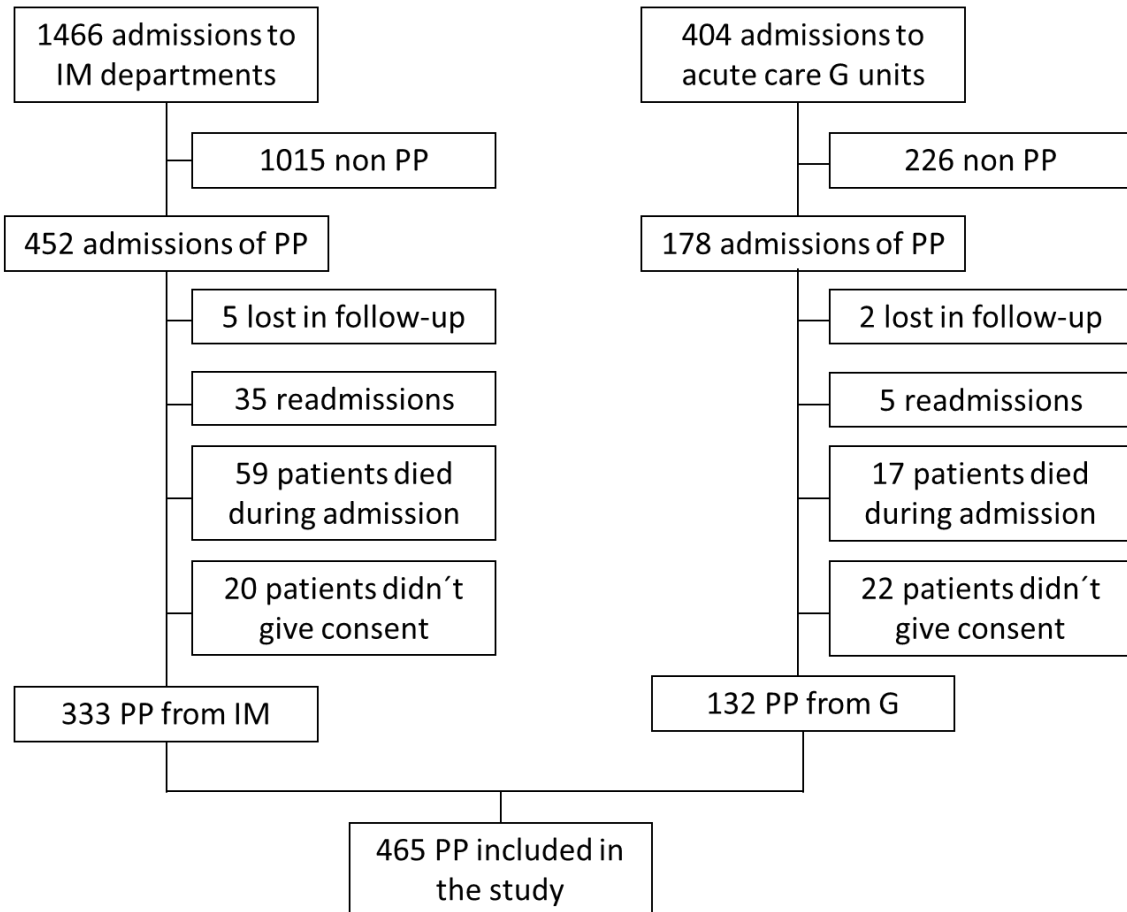 1466 admissions to
IM departments
1015 non PP
452 admissions of PP
5 lost in follow-up
35 readmissions
59 patients died
during admission
20 patients didn´t
give consent
333 PP from IM
404 admissions to
acute care G units
226 non PP
178 admissions of PP
2 lost in follow-up
5 readmissions
17 patients died
during admission
22 patients didn´t
give consent
132 PP from G
465 PP included in
the study